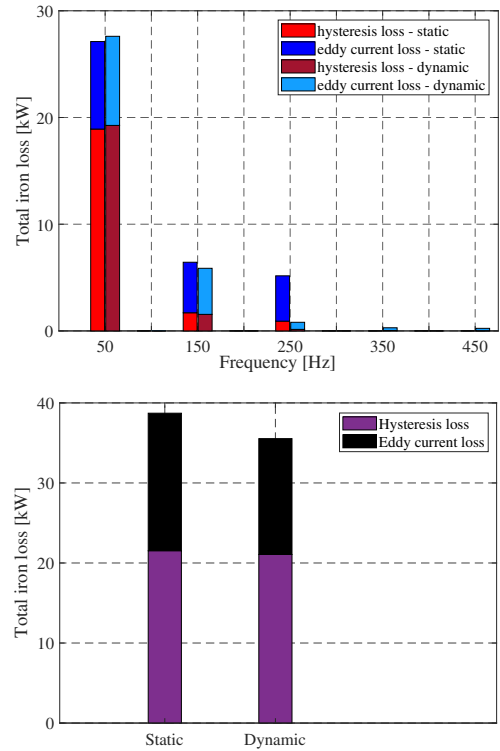 30
20
10
0
Total iron loss [kW]
hysteresis loss - static
eddy current loss - static
hysteresis loss - dynamic
eddy current loss - dynamic
50 150 250 350 450
Frequency [Hz]
40
30
20
10
0
Total iron loss [kW]
Hysteresis loss
Eddy current loss
Static Dynamic